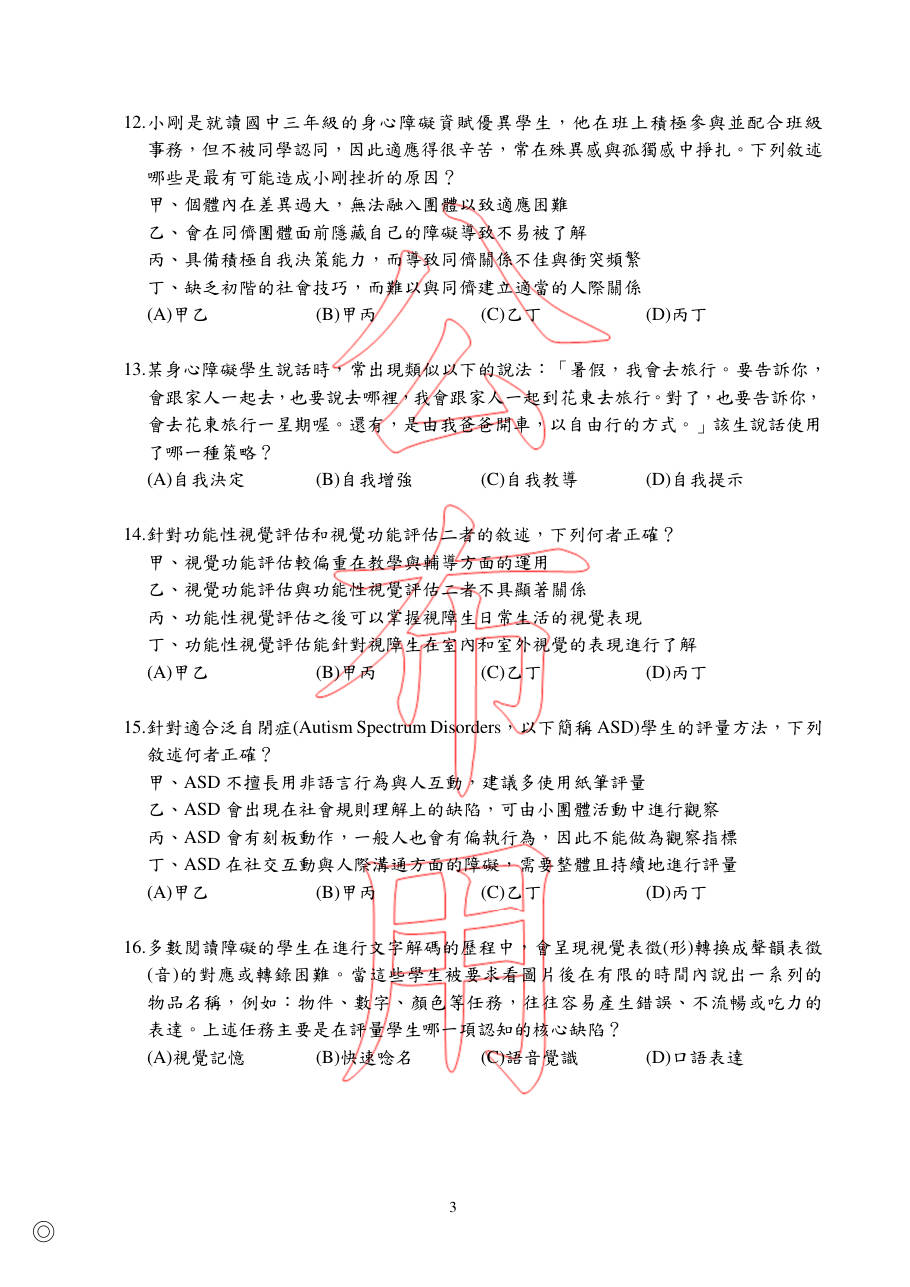 12.小剛是就讀國中三年級的身心障礙資賦優異學生，他在班上積極參與並配合班級
事務，但不被同學認同，因此適應得很辛苦，常在殊異感與孤獨感中掙扎。下列敘述
哪些是最有可能造成小剛挫折的原因？
甲、個體內在差異過大，無法融入團體以致適應困難
乙、會在同儕團體面前隱藏自己的障礙導致不易被了解
丙、具備積極自我決策能力，而導致同儕關係不佳與衝突頻繁
丁、缺乏初階的社會技巧，而難以與同儕建立適當的人際關係
(A)甲乙 (B)甲丙 (C)乙丁 (D)丙丁
13.某身心障礙學生說話時，常出現類似以下的說法：「暑假，我會去旅行。要告訴你，
會跟家人一起去，也要說去哪裡，我會跟家人一起到花東去旅行。對了，也要告訴你，
會去花東旅行一星期喔。還有，是由我爸爸開車，以自由行的方式。」該生說話使用
了哪一種策略？
(A)自我決定 (B)自我增強 (C)自我教導 (D)自我提示
14.針對功能性視覺評估和視覺功能評估二者的敘述，下列何者正確？
甲、視覺功能評估較偏重在教學與輔導方面的運用
乙、視覺功能評估與功能性視覺評估二者不具顯著關係
丙、功能性視覺評估之後可以掌握視障生日常生活的視覺表現
丁、功能性視覺評估能針對視障生在室內和室外視覺的表現進行了解
(A)甲乙 (B)甲丙 (C)乙丁 (D)丙丁
15.針對適合泛自閉症(Autism Spectrum Disorders，以下簡稱 ASD)學生的評量方法，下列
敘述何者正確？
甲、ASD 不擅長用非語言行為與人互動，建議多使用紙筆評量
乙、ASD 會出現在社會規則理解上的缺陷，可由小團體活動中進行觀察
丙、ASD 會有刻板動作，一般人也會有偏執行為，因此不能做為觀察指標
丁、ASD 在社交互動與人際溝通方面的障礙，需要整體且持續地進行評量
(A)甲乙 (B)甲丙 (C)乙丁 (D)丙丁
16.多數閱讀障礙的學生在進行文字解碼的歷程中，會呈現視覺表徵(形)轉換成聲韻表徵
(音)的對應或轉錄困難。當這些學生被要求看圖片後在有限的時間內說出一系列的
物品名稱，例如：物件、數字、顏色等任務，往往容易產生錯誤、不流暢或吃力的
表達。上述任務主要是在評量學生哪一項認知的核心缺陷？
(A)視覺記憶 (B)快速唸名 (C)語音覺識 (D)口語表達
公布用
3